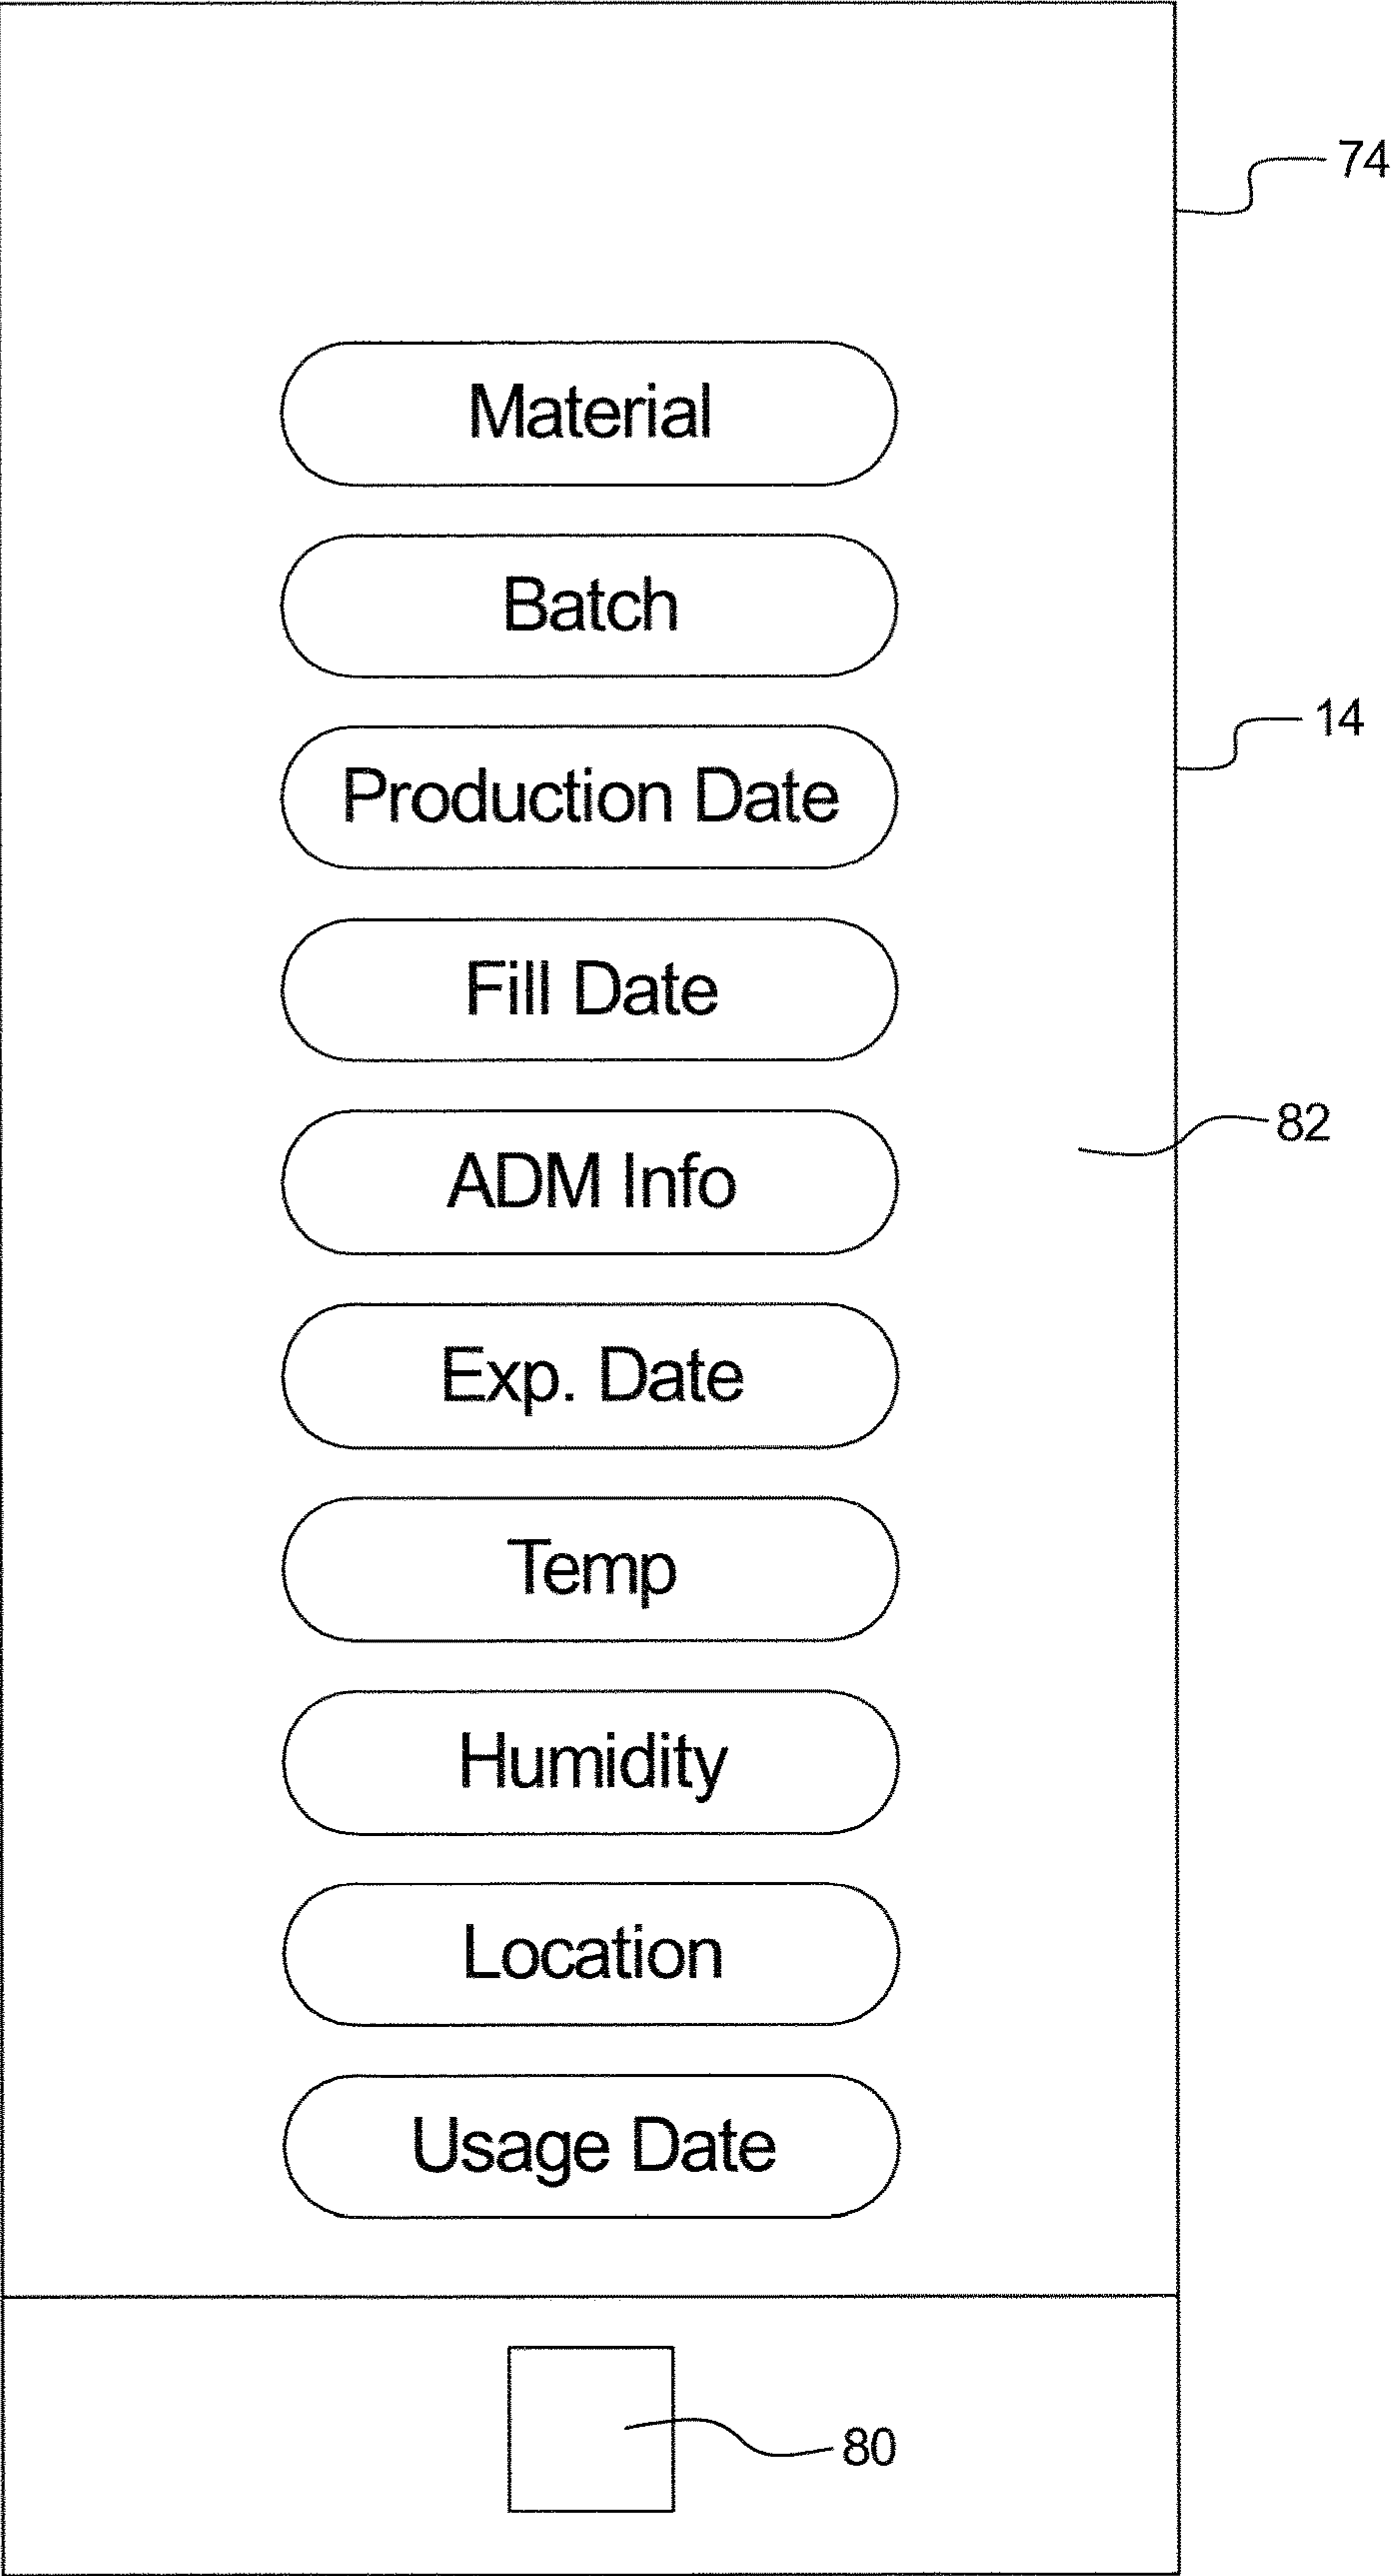 74
Material
Batch
14
Production Date
Fill Date
82
ADM Info
Exp. Date
Temp
Humidity
Location
Usage Date
80